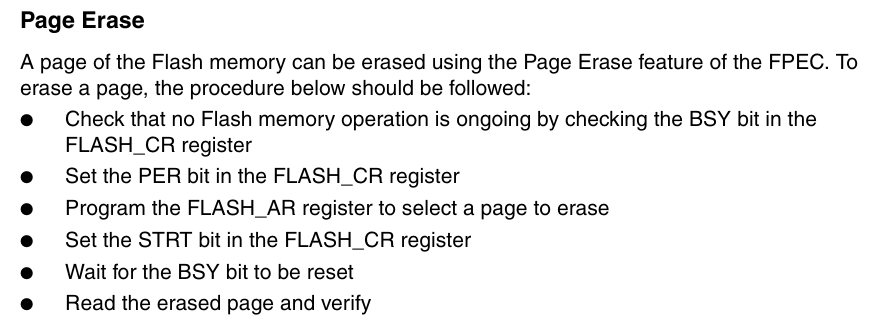 Page Erase
A page of the Flash memory can be erased using the Page Erase feature of the FPEC. To
erase a page, the procedure below should be followed:
● Check that no Flash memory operation is ongoing by checking the BSY bit in the
FLASH_CR register
● Set the PER bit in the FLASH_CR register
● Program the FLASH_AR register to select a page to erase
● Set the STRT bit in the FLASH_CR register
● Wait for the BSY bit to be reset
● Read the erased page and verify